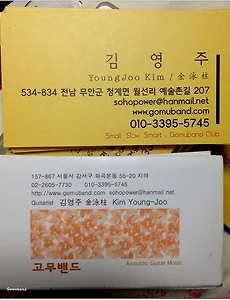 김 영 주
YoungJoo Kim / 金泳柱
534-834 전남 무안군 청계면 월선리 예술촌길 207
sohopower@hanmail.net
www.gomuband.com
010-3395-5745
Small Slow Smart .. Gomuband Club
157-867 서울시 강서구 화곡본동 55-20 지하
02-2605-7730 010-3395-5745
http://www.gomuband.com sohopower@hanmail.net
Guitarist 김영주 金泳柱 Kim Young-Joo
고무밴드
Acoustic Guitar Music
Gomuband